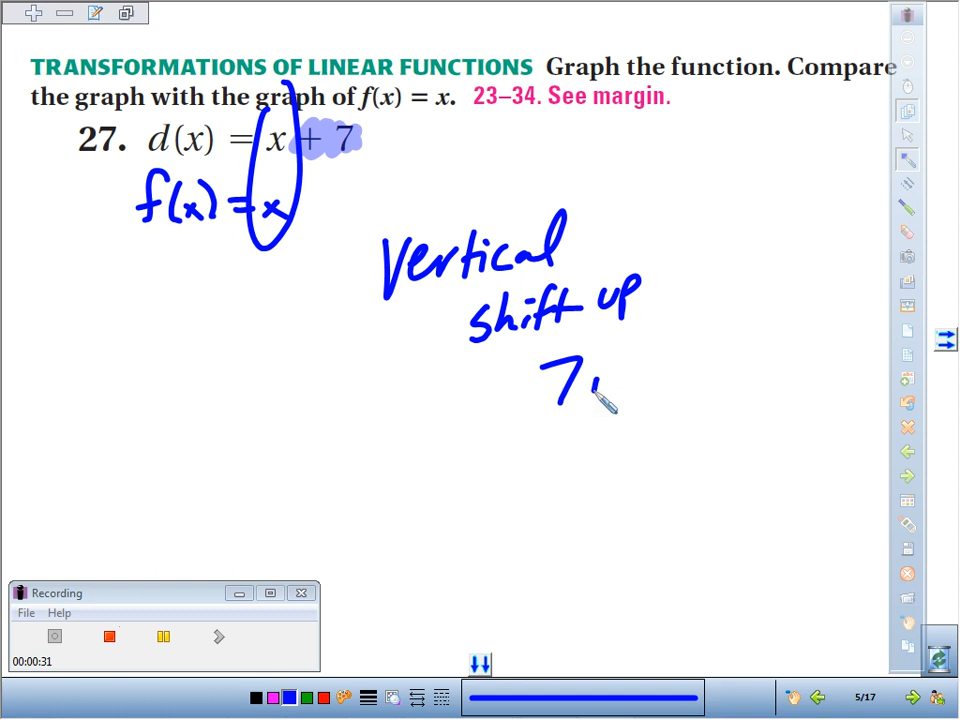 TRANSFORMATIONS OF LINEAR FUNCTIONS Graph the function. Compare
the graph with the graph of f(x) = x. 23–34. See margin.
27. d(x) = x + 7
f(x) = x
Vertical
shift up
7
Recording
File Help
00:00:31
5/17